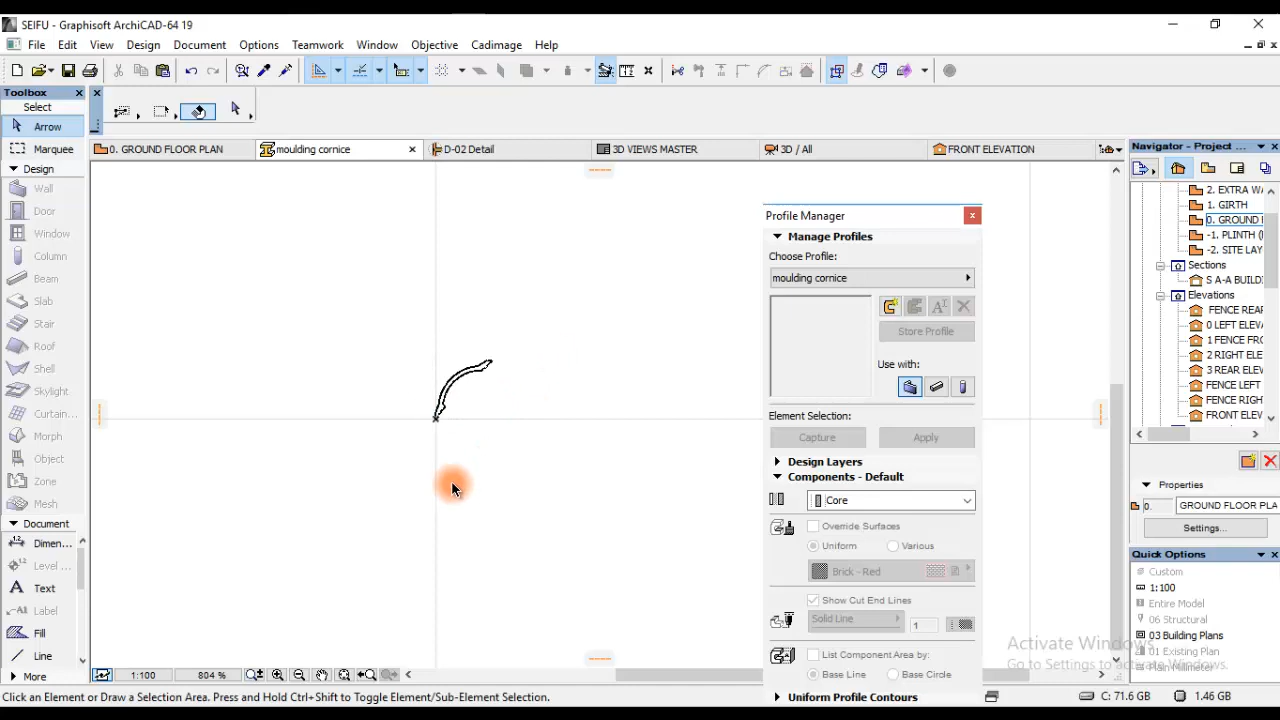 SEIFU - Graphisoft ArchiCAD-64 19
File Edit View Design Document Options Teamwork Window Objective Cadimage Help
Toolbox
Select
Arrow
Marquee
Design
Wall
Door
Window
Column
Beam
Slab
Stair
Roof
Shell
Skylight
Curtain...
Morph
Object
Zone
Mesh
Document
Dimen...
Level ...
Text
Label
Fill
Line
More
0. GROUND FLOOR PLAN
moulding cornice
D-02 Detail
3D VIEWS MASTER
3D / All
FRONT ELEVATION
Profile Manager
Manage Profiles
Choose Profile:
moulding cornice
Store Profile
Use with:
Element Selection:
Capture Apply
Design Layers
Components - Default
Core
Override Surfaces
Uniform Various
Brick - Red
Show Cut End Lines
Solid Line 1
List Component Area by:
Base Line Base Circle
Uniform Profile Contours
Navigator - Project ...
2. EXTRA WA
1. GIRTH
0. GROUND
-1. PLINTH (
-2. SITE LAY
Sections
S A-A BUILD
Elevations
FENCE REAR
0 LEFT ELEV
1 FENCE FRO
2 RIGHT ELE
3 REAR ELEV
FENCE LEFT
FENCE RIGH
FRONT ELEV
Properties
0. GROUND FLOOR PLA
Settings...
Quick Options
Custom
1:100
Entire Model
06 Structural
03 Building Plans
01 Existing Plan
Plain Millimeter
Activate Windows
Go to Settings to activate Windows.
1:100 804 %
Click an Element or Draw a Selection Area. Press and Hold Ctrl+Shift to Toggle Element/Sub-Element Selection.
C: 71.6 GB 1.46 GB